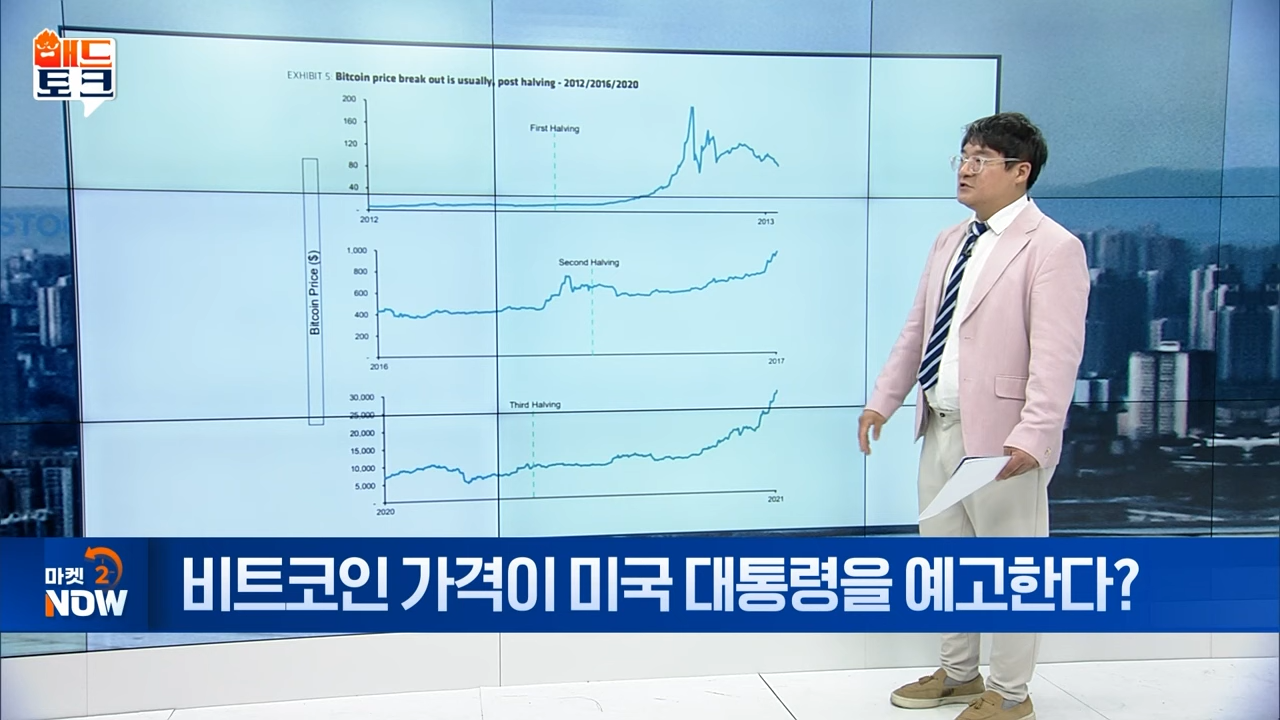 매드
토크
EXHIBIT 5: Bitcoin price break out is usually, post halving - 2012/2016/2020
Bitcoin Price ($)
200
160
120
80
40
-
First Halving
2012
2013
1,000
800
600
400
200
-
Second Halving
2016
2017
30,000
25,000
20,000
15,000
10,000
5,000
-
Third Halving
2020
2021
STO
마켓 2
NOW
비트코인 가격이 미국 대통령을 예고한다?